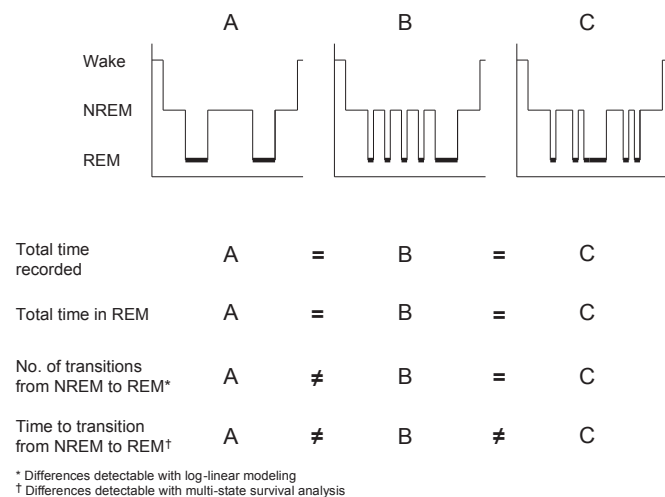 A B C
Wake
NREM
REM
Total time
recorded
A = B = C
Total time in REM A = B = C
No. of transitions
from NREM to REM*
A ≠ B = C
Time to transition
from NREM to REM†
A ≠ B ≠ C
* Differences detectable with log-linear modeling
† Differences detectable with multi-state survival analysis